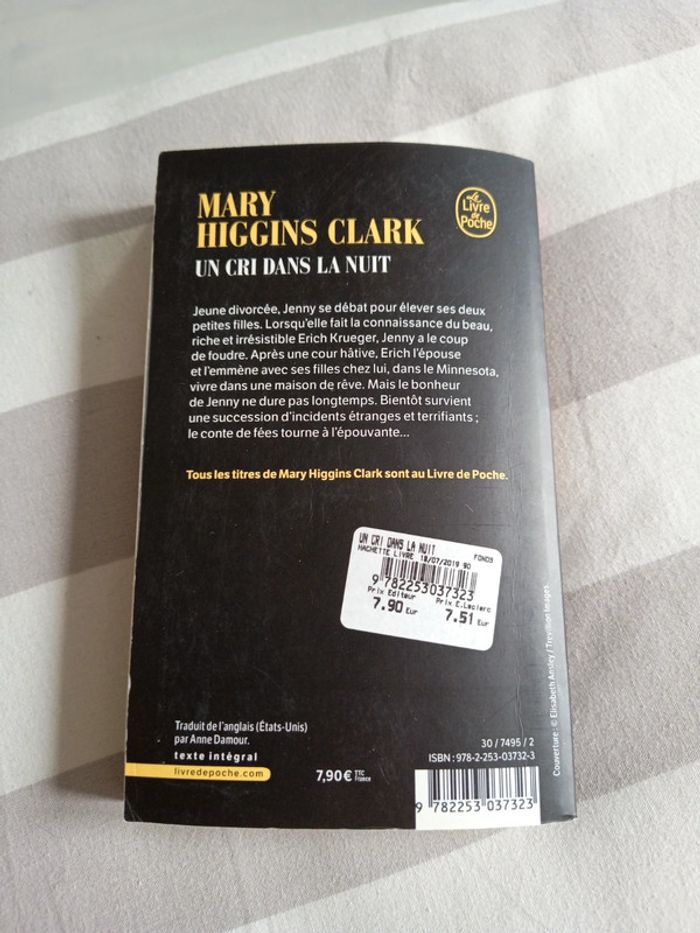 MARY
HIGGINS CLARK
UN CRI DANS LA NUIT
Le
Livre
de
Poche
Jeune divorcée, Jenny se débat pour élever ses deux
petites filles. Lorsqu'elle fait la connaissance du beau,
riche et irrésistible Erich Krueger, Jenny a le coup
de foudre. Après une cour hâtive, Erich l'épouse
et l'emmène avec ses filles chez lui, dans le Minnesota,
vivre dans une maison de rêve. Mais le bonheur
de Jenny ne dure pas longtemps. Bientôt survient
une succession d'incidents étranges et terrifiants ;
le conte de fées tourne à l'épouvante...
Tous les titres de Mary Higgins Clark sont au Livre de Poche.
UN CRI DANS LA NUIT
HACHETTE LIVRE 18/07/2019 90 FONDS
9 782253037323
Prix Editeur Prix E.Leclerc
7.90 Eur 7.51 Eur
Traduit de l'anglais (États-Unis)
par Anne Damour.
texte intégral
livredepoche.com
7,90 € TTC
France
30 / 7495 / 2
ISBN : 978-2-253-03732-3
9 782253 037323
Couverture : © Elisabeth Ansley / Trevillion Images.